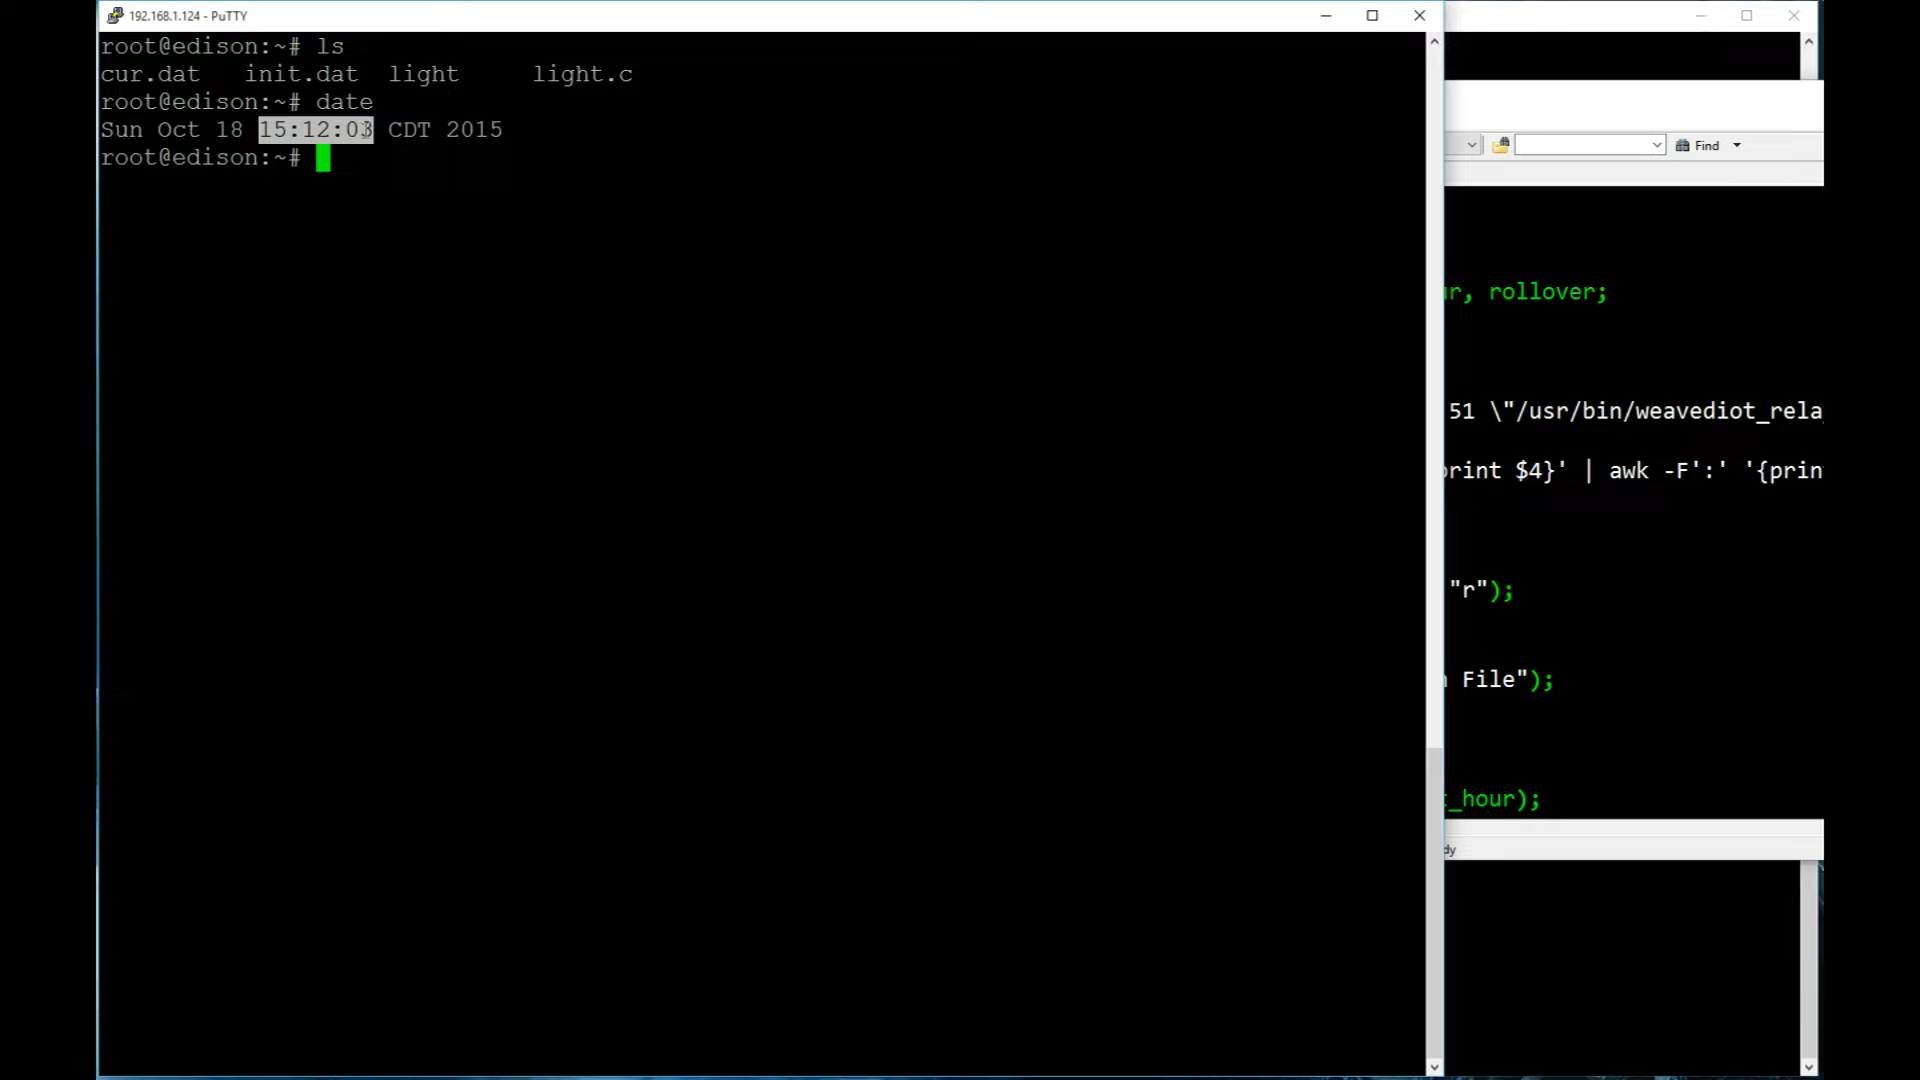 192.168.1.124 - PuTTY
root@edison:~# ls
cur.dat init.dat light light.c
root@edison:~# date
Sun Oct 18 15:12:03 CDT 2015
root@edison:~#
Find
r, rollover;
51 \"/usr/bin/weavediot_rela
rint $4}' | awk -F':' '{prin
"r");
File");
_hour);
dy